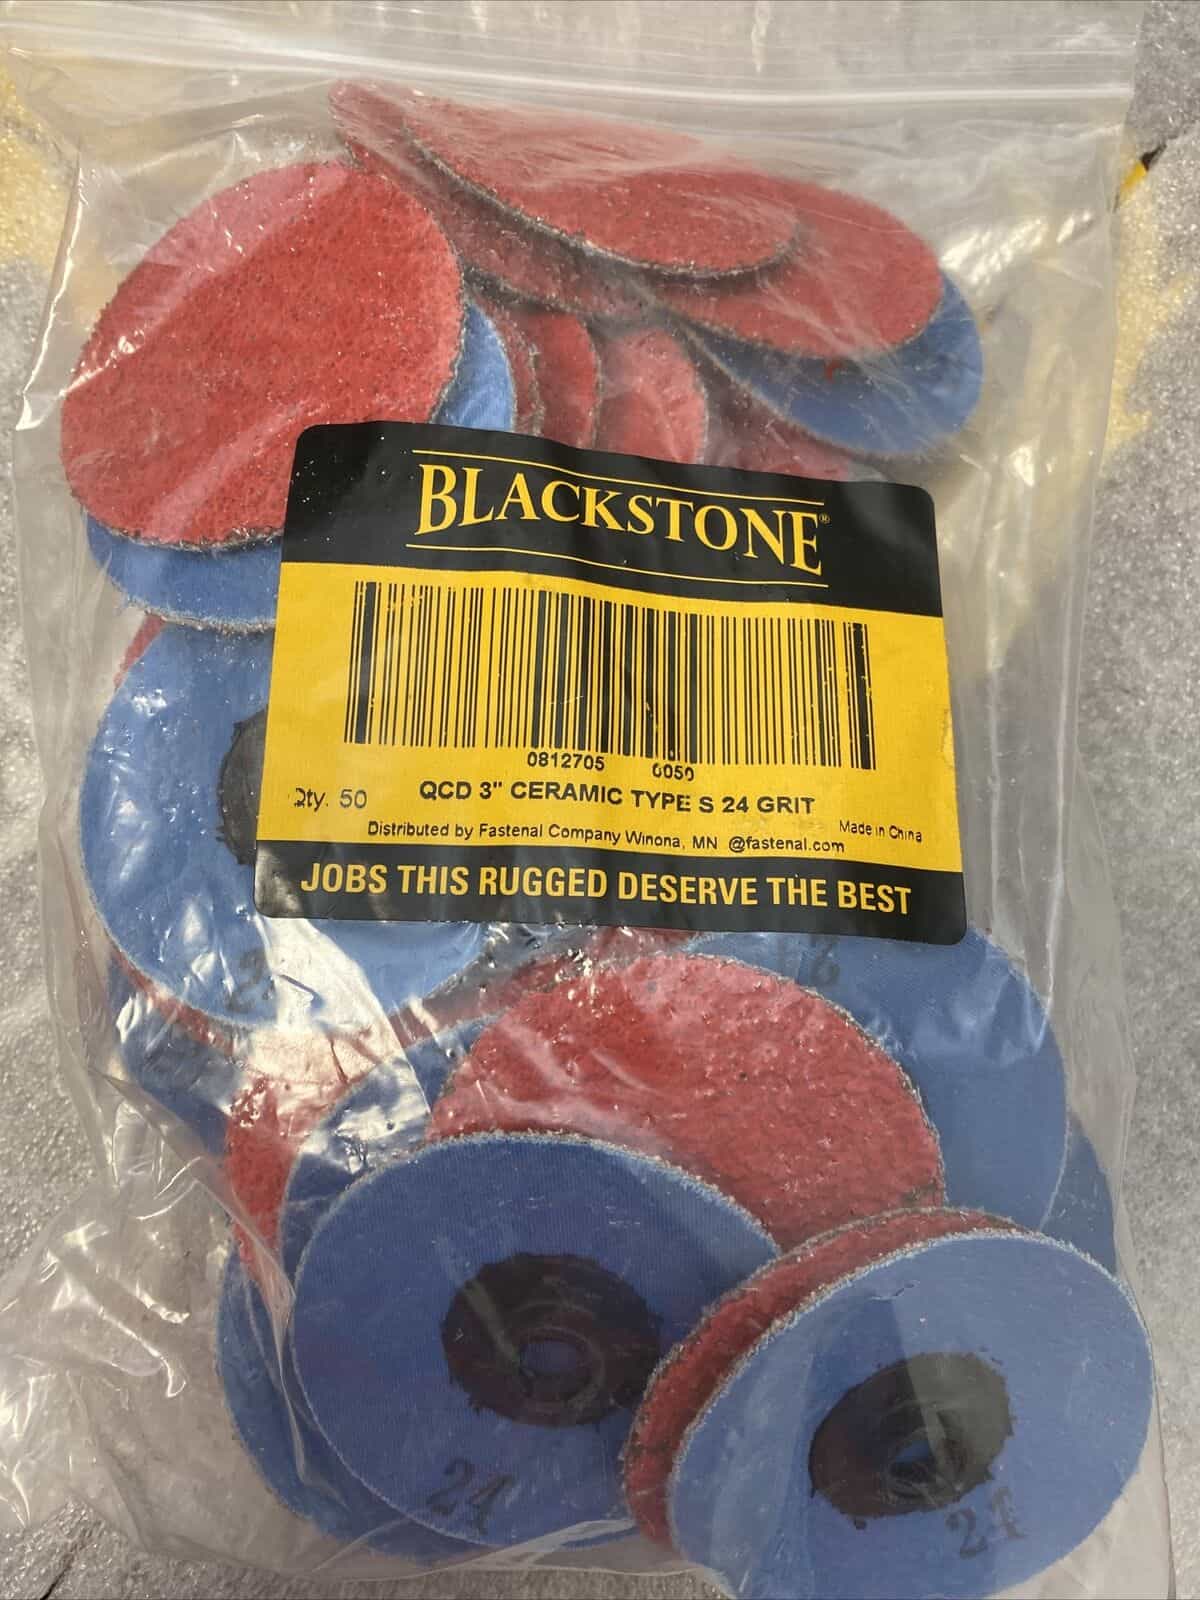 BLACKSTONE®
0812705 0050
Qty. 50 QCD 3" CERAMIC TYPE S 24 GRIT
Distributed by Fastenal Company Winona, MN @fastenal.com Made in China
JOBS THIS RUGGED DESERVE THE BEST
24
24